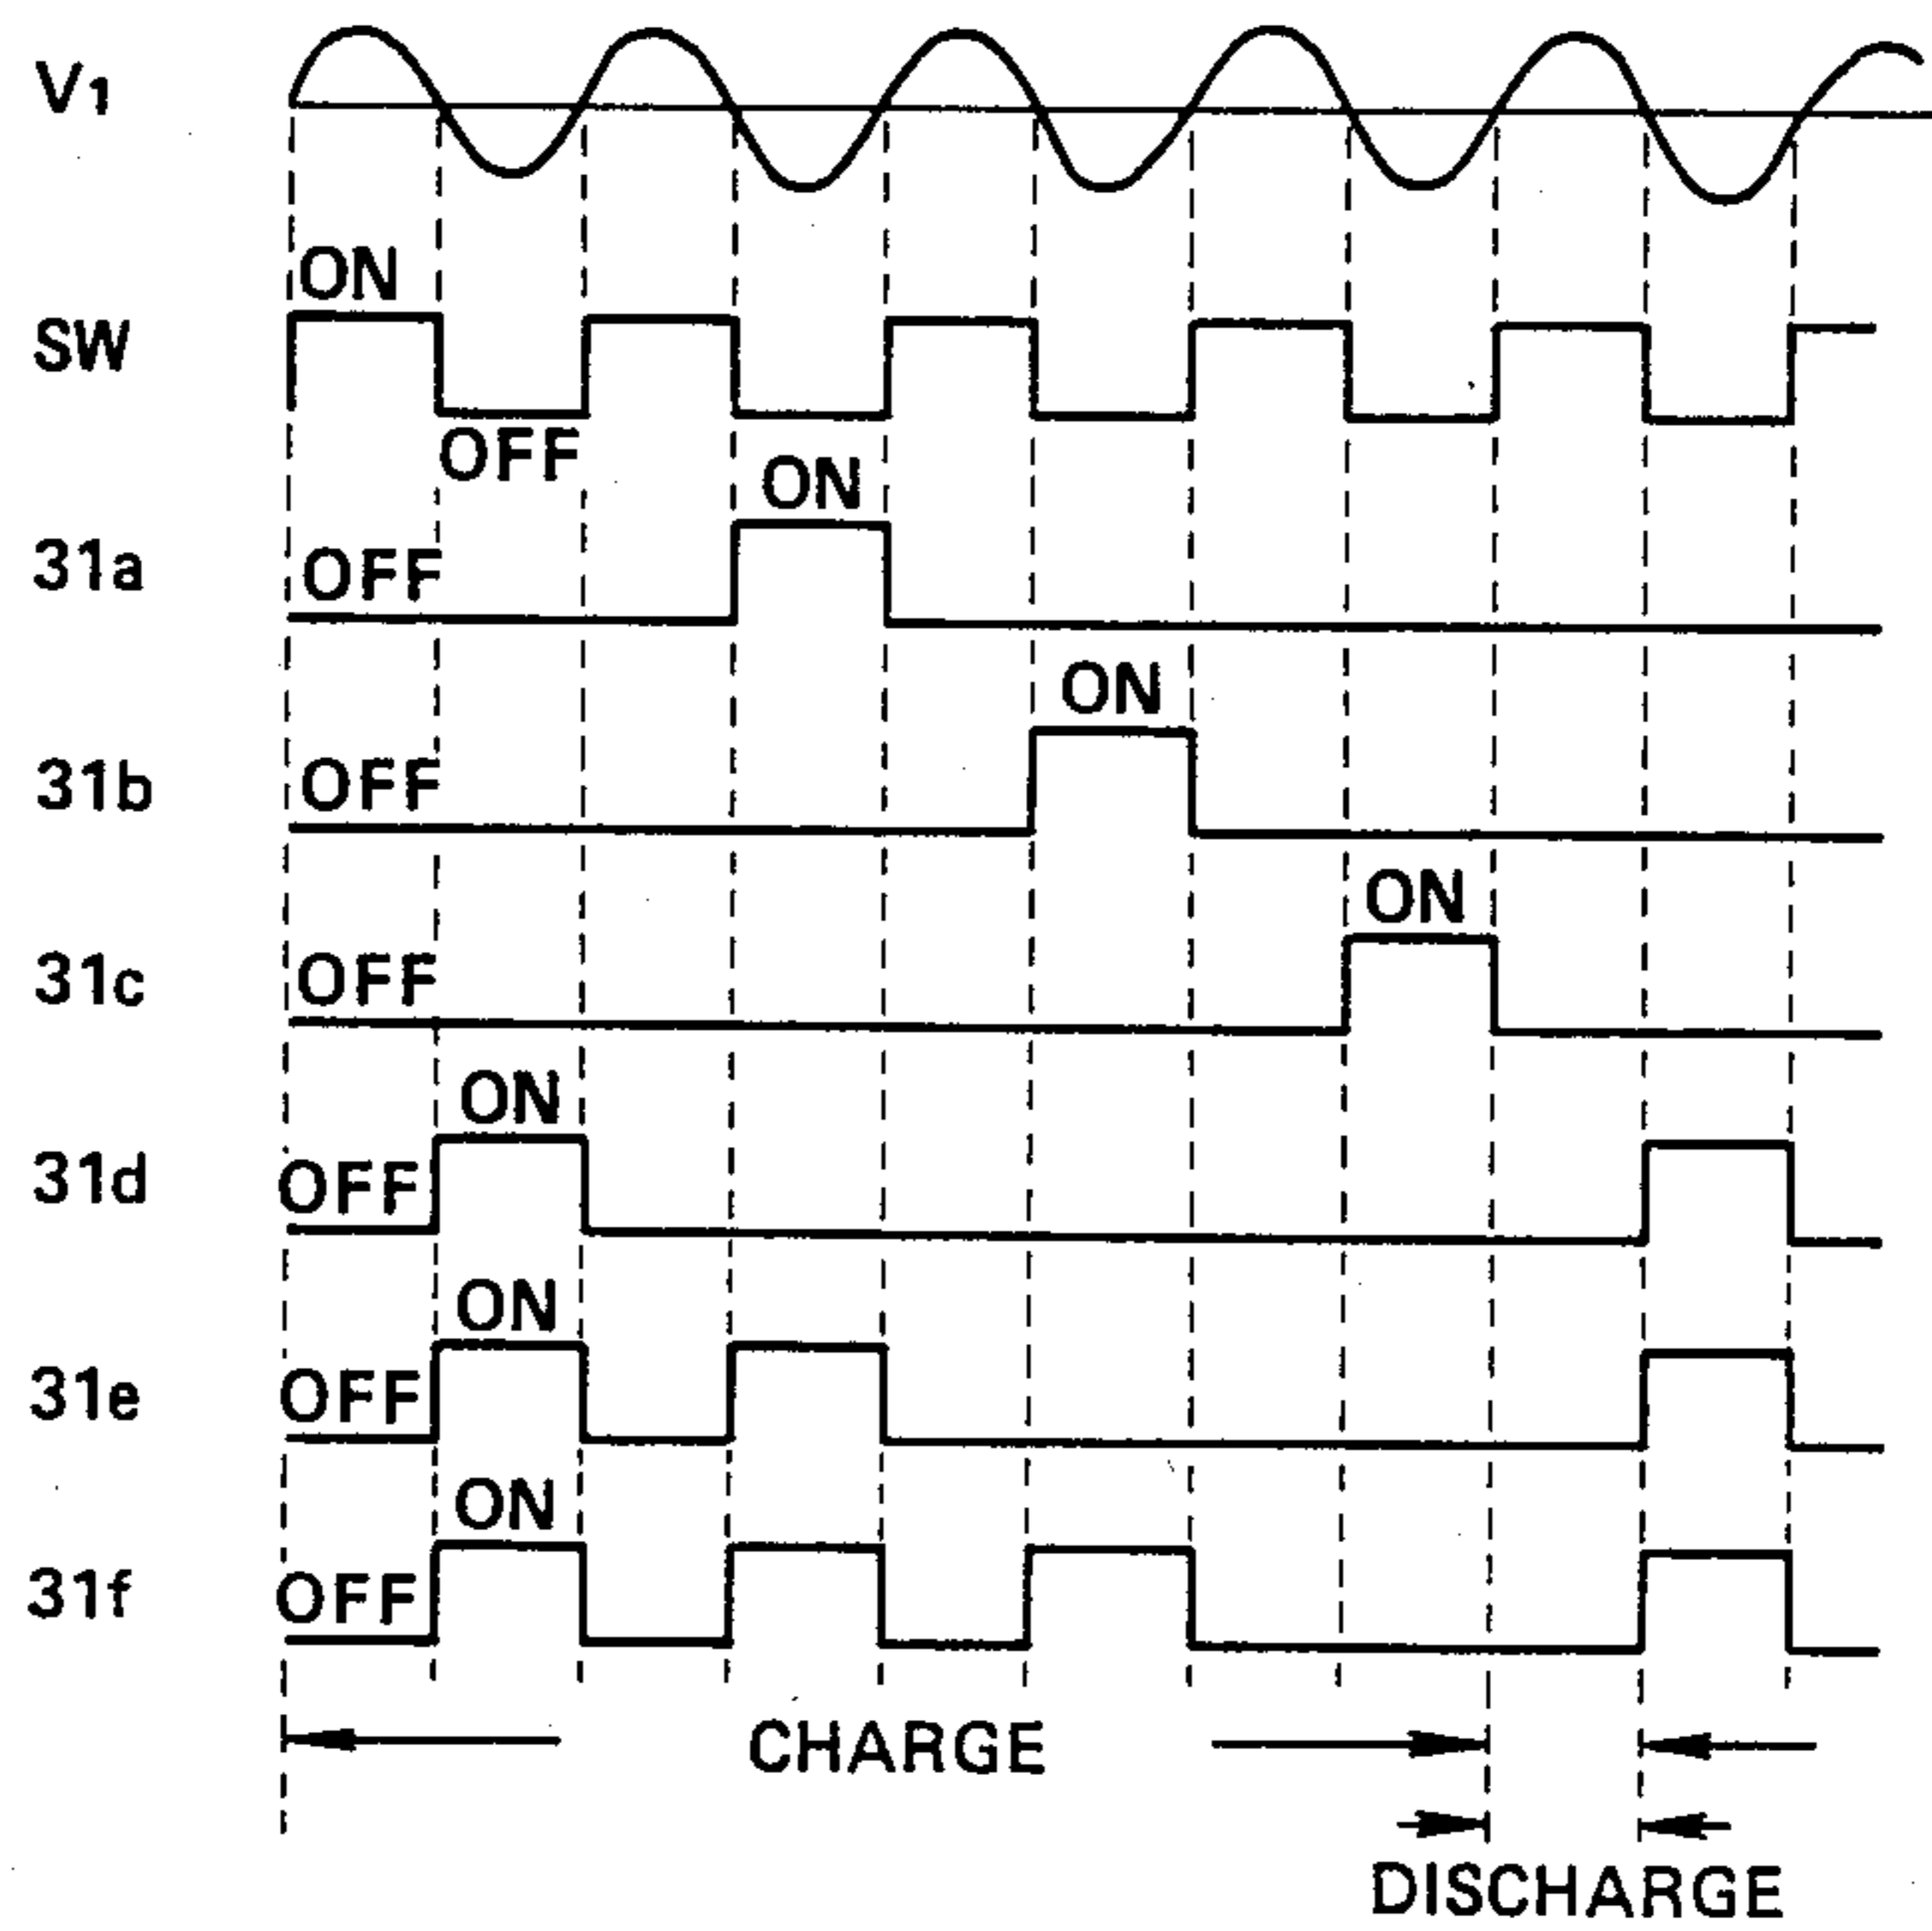 V1
ON
SW
OFF
ON
31a OFF
ON
31b OFF
ON
31c OFF
ON
31d OFF
ON
31e OFF
ON
31f OFF
CHARGE
DISCHARGE